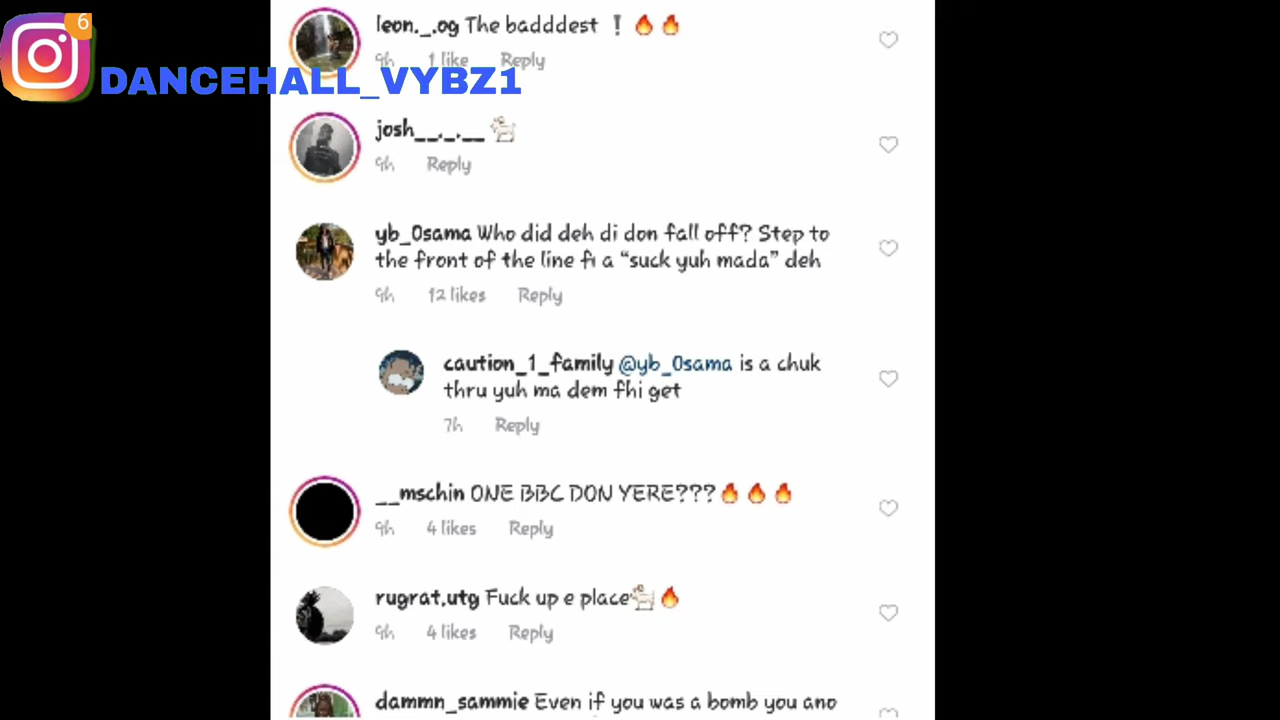 6
DANCEHALL_VYBZ1
leon._.og The badddest ❗🔥🔥
9h 1 like Reply
josh__._.__ 🐐
9h Reply
yb_0sama Who did deh di don fall off? Step to
the front of the line fi a “suck yuh mada” deh
9h 12 likes Reply
caution_1_family @yb_0sama is a chuk
thru yuh ma dem fhi get
7h Reply
__mschin ONE BBC DON YERE???🔥🔥🔥
9h 4 likes Reply
rugrat.utg Fuck up e place🐐🔥
9h 4 likes Reply
dammn_sammie Even if you was a bomb you ano